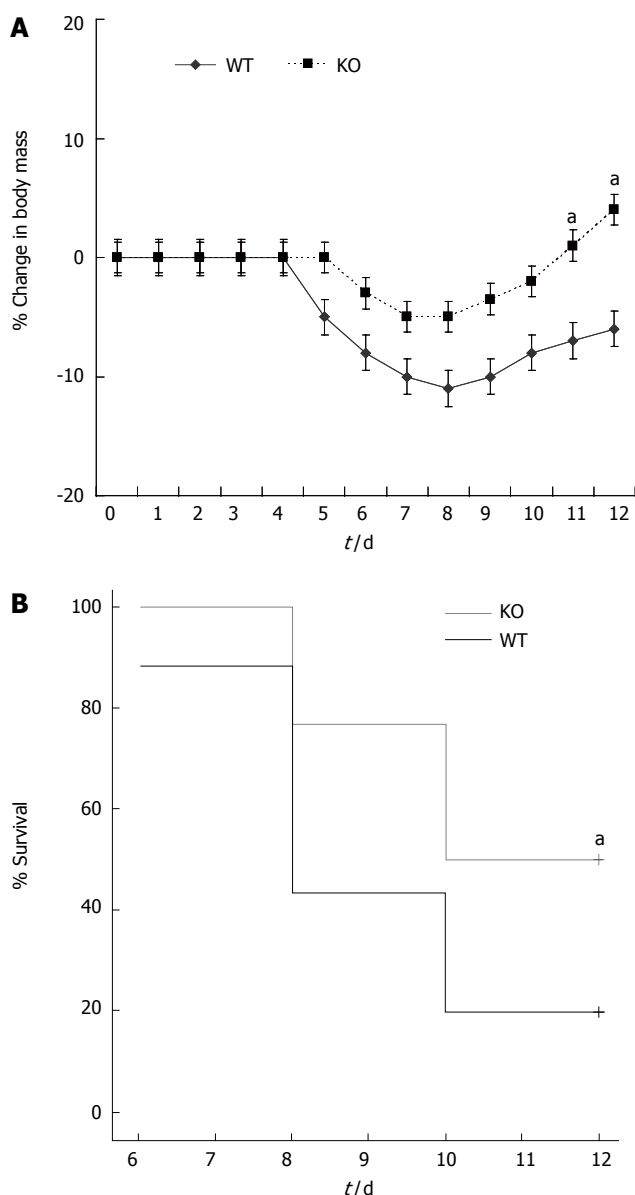 A
20
WT
KO
10
a
a
0
-10
-20
% Change in body mass
0 1 2 3 4 5 6 7 8 9 10 11 12
t/d
B
100
KO
WT
80
60
a
40
20
0
% Survival
6 7 8 9 10 11 12
t/d